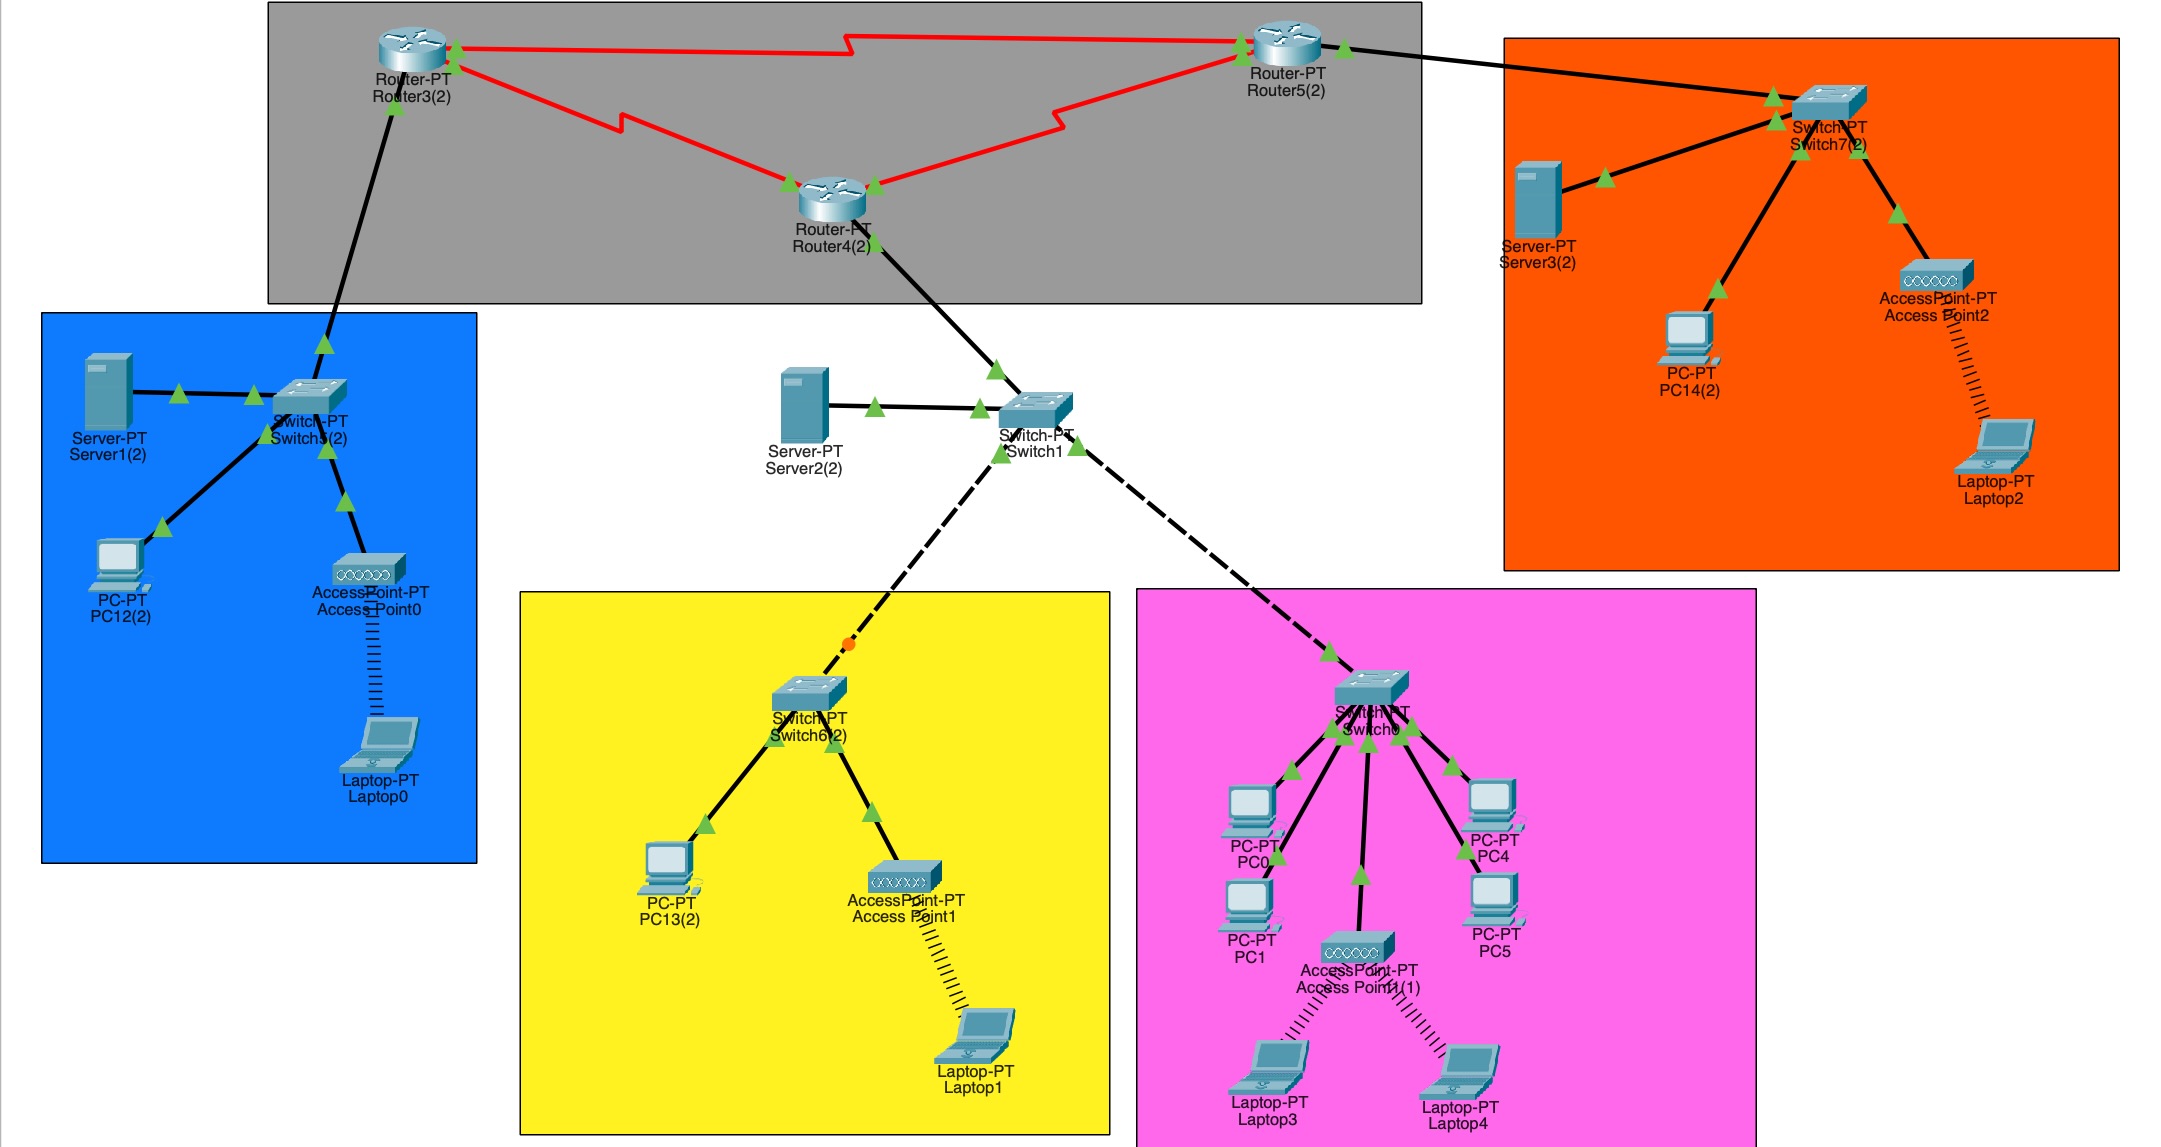 Router-PT
Router3(2)
Router-PT
Router5(2)
Router-PT
Router4(2)
Switch-PT
Switch7(2)
Server-PT
Server3(2)
AccessPoint-PT
Access Point2
PC-PT
PC14(2)
Laptop-PT
Laptop2
Server-PT
Server1(2)
Switch-PT
Switch5(2)
PC-PT
PC12(2)
AccessPoint-PT
Access Point0
Laptop-PT
Laptop0
Server-PT
Server2(2)
Switch-PT
Switch1
Switch-PT
Switch6(2)
PC-PT
PC13(2)
AccessPoint-PT
Access Point1
Laptop-PT
Laptop1
Switch-PT
Switch0
PC-PT
PC0
PC-PT
PC4
PC-PT
PC1
PC-PT
PC5
AccessPoint-PT
Access Point1(1)
Laptop-PT
Laptop3
Laptop-PT
Laptop4